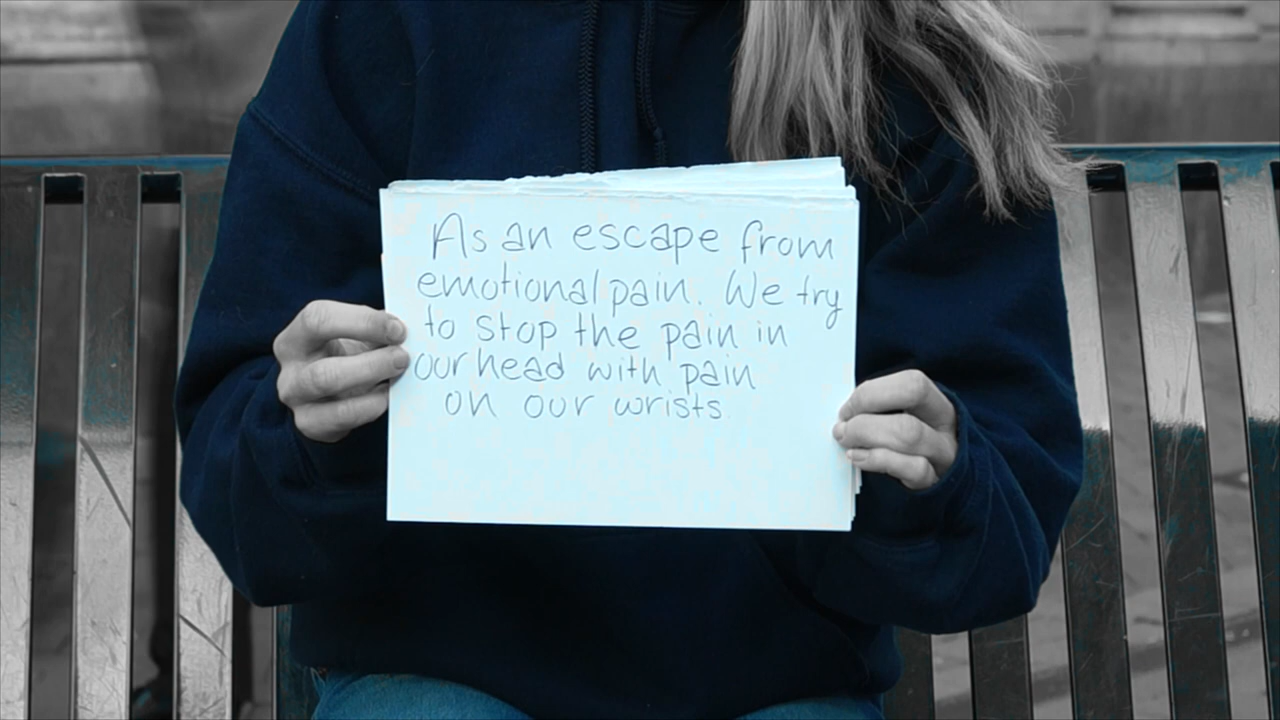 As an escape from
emotional pain. We try
to stop the pain in
our head with pain
on our wrists.